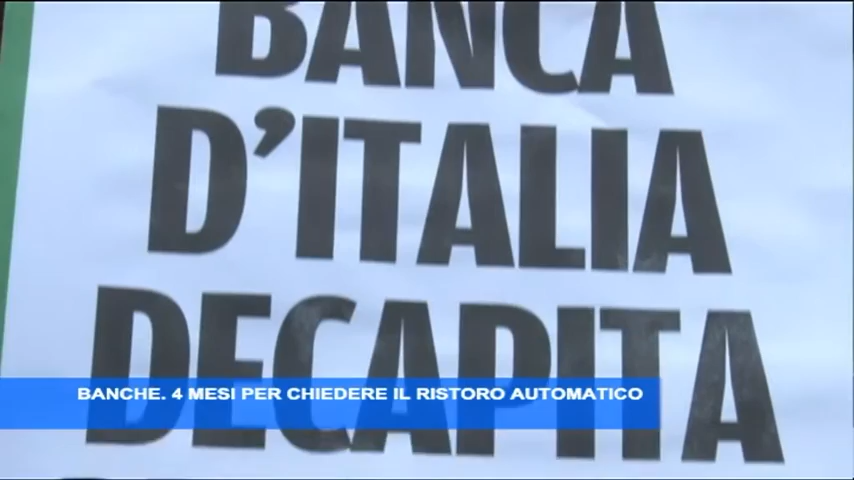 BANCA
D'ITALIA
DECAPITA
BANCHE. 4 MESI PER CHIEDERE IL RISTORO AUTOMATICO